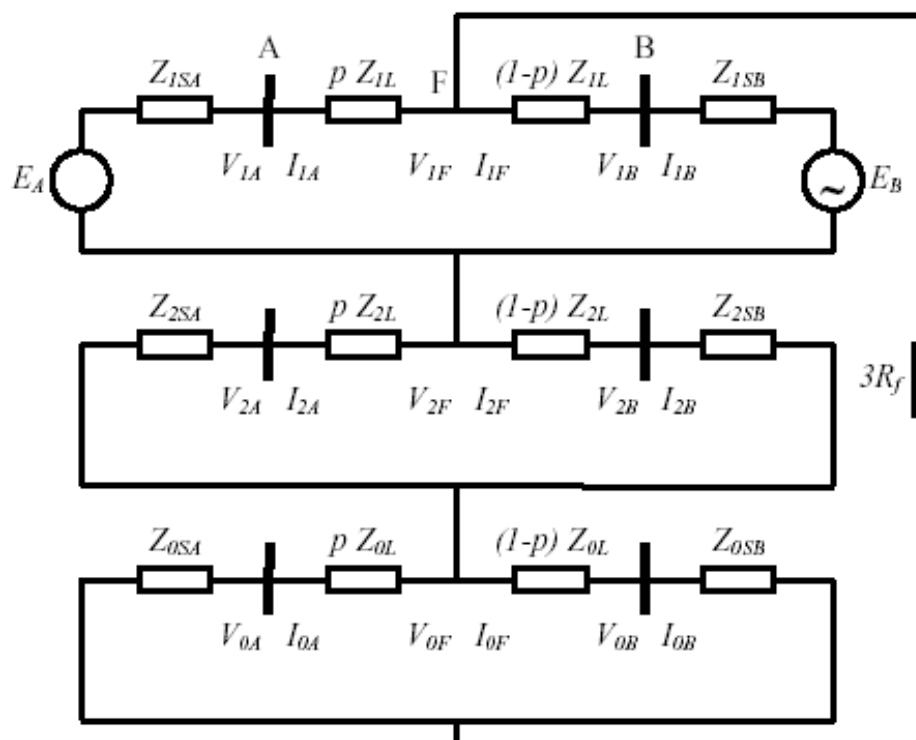 A B
Z1SA p Z1L F (1-p) Z1L Z1SB
EA V1A I1A V1F I1F V1B I1B ~ EB
Z2SA p Z2L (1-p) Z2L Z2SB
V2A I2A V2F I2F V2B I2B 3Rf
Z0SA p Z0L (1-p) Z0L Z0SB
V0A I0A V0F I0F V0B I0B